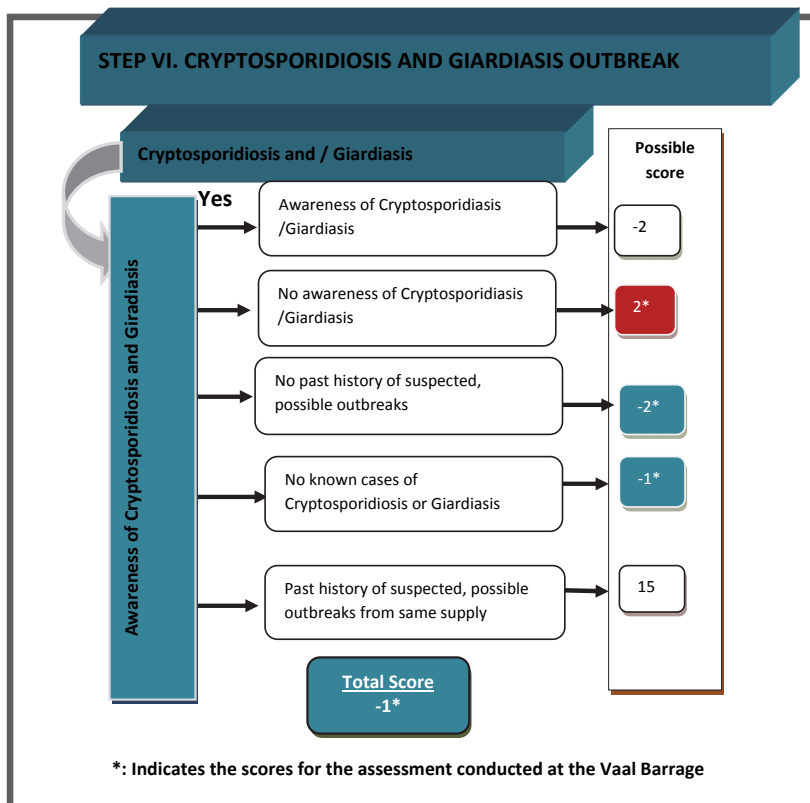 STEP VI. CRYPTOSPORIDIOSIS AND GIARDIASIS OUTBREAK
Cryptosporidiosis and / Giardiasis
Possible
score
Awareness of Cryptosporidiosis and Giradiasis
Yes
Awareness of Cryptosporidiasis
/Giardiasis
-2
No awareness of Cryptosporidiasis
/Giardiasis
2*
No past history of suspected,
possible outbreaks
-2*
No known cases of
Cryptosporidiosis or Giardiasis
-1*
Past history of suspected, possible
outbreaks from same supply
15
Total Score
-1*
*: Indicates the scores for the assessment conducted at the Vaal Barrage